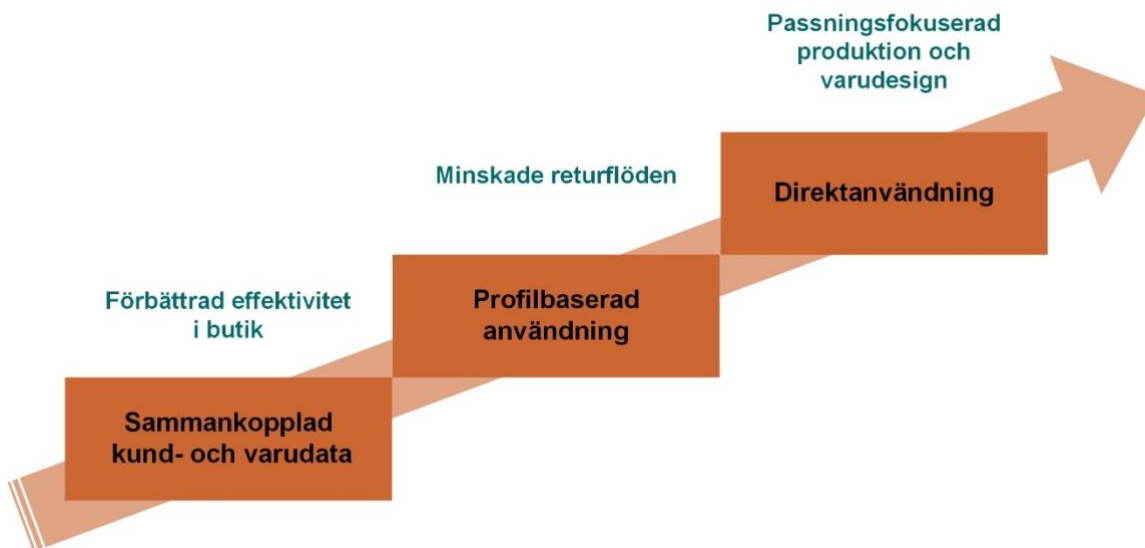 Passningsfokuserad
produktion och
varudesign
Minskade returflöden
Direktanvändning
Förbättrad effektivitet
i butik
Profilbaserad
användning
Sammankopplad
kund- och varudata